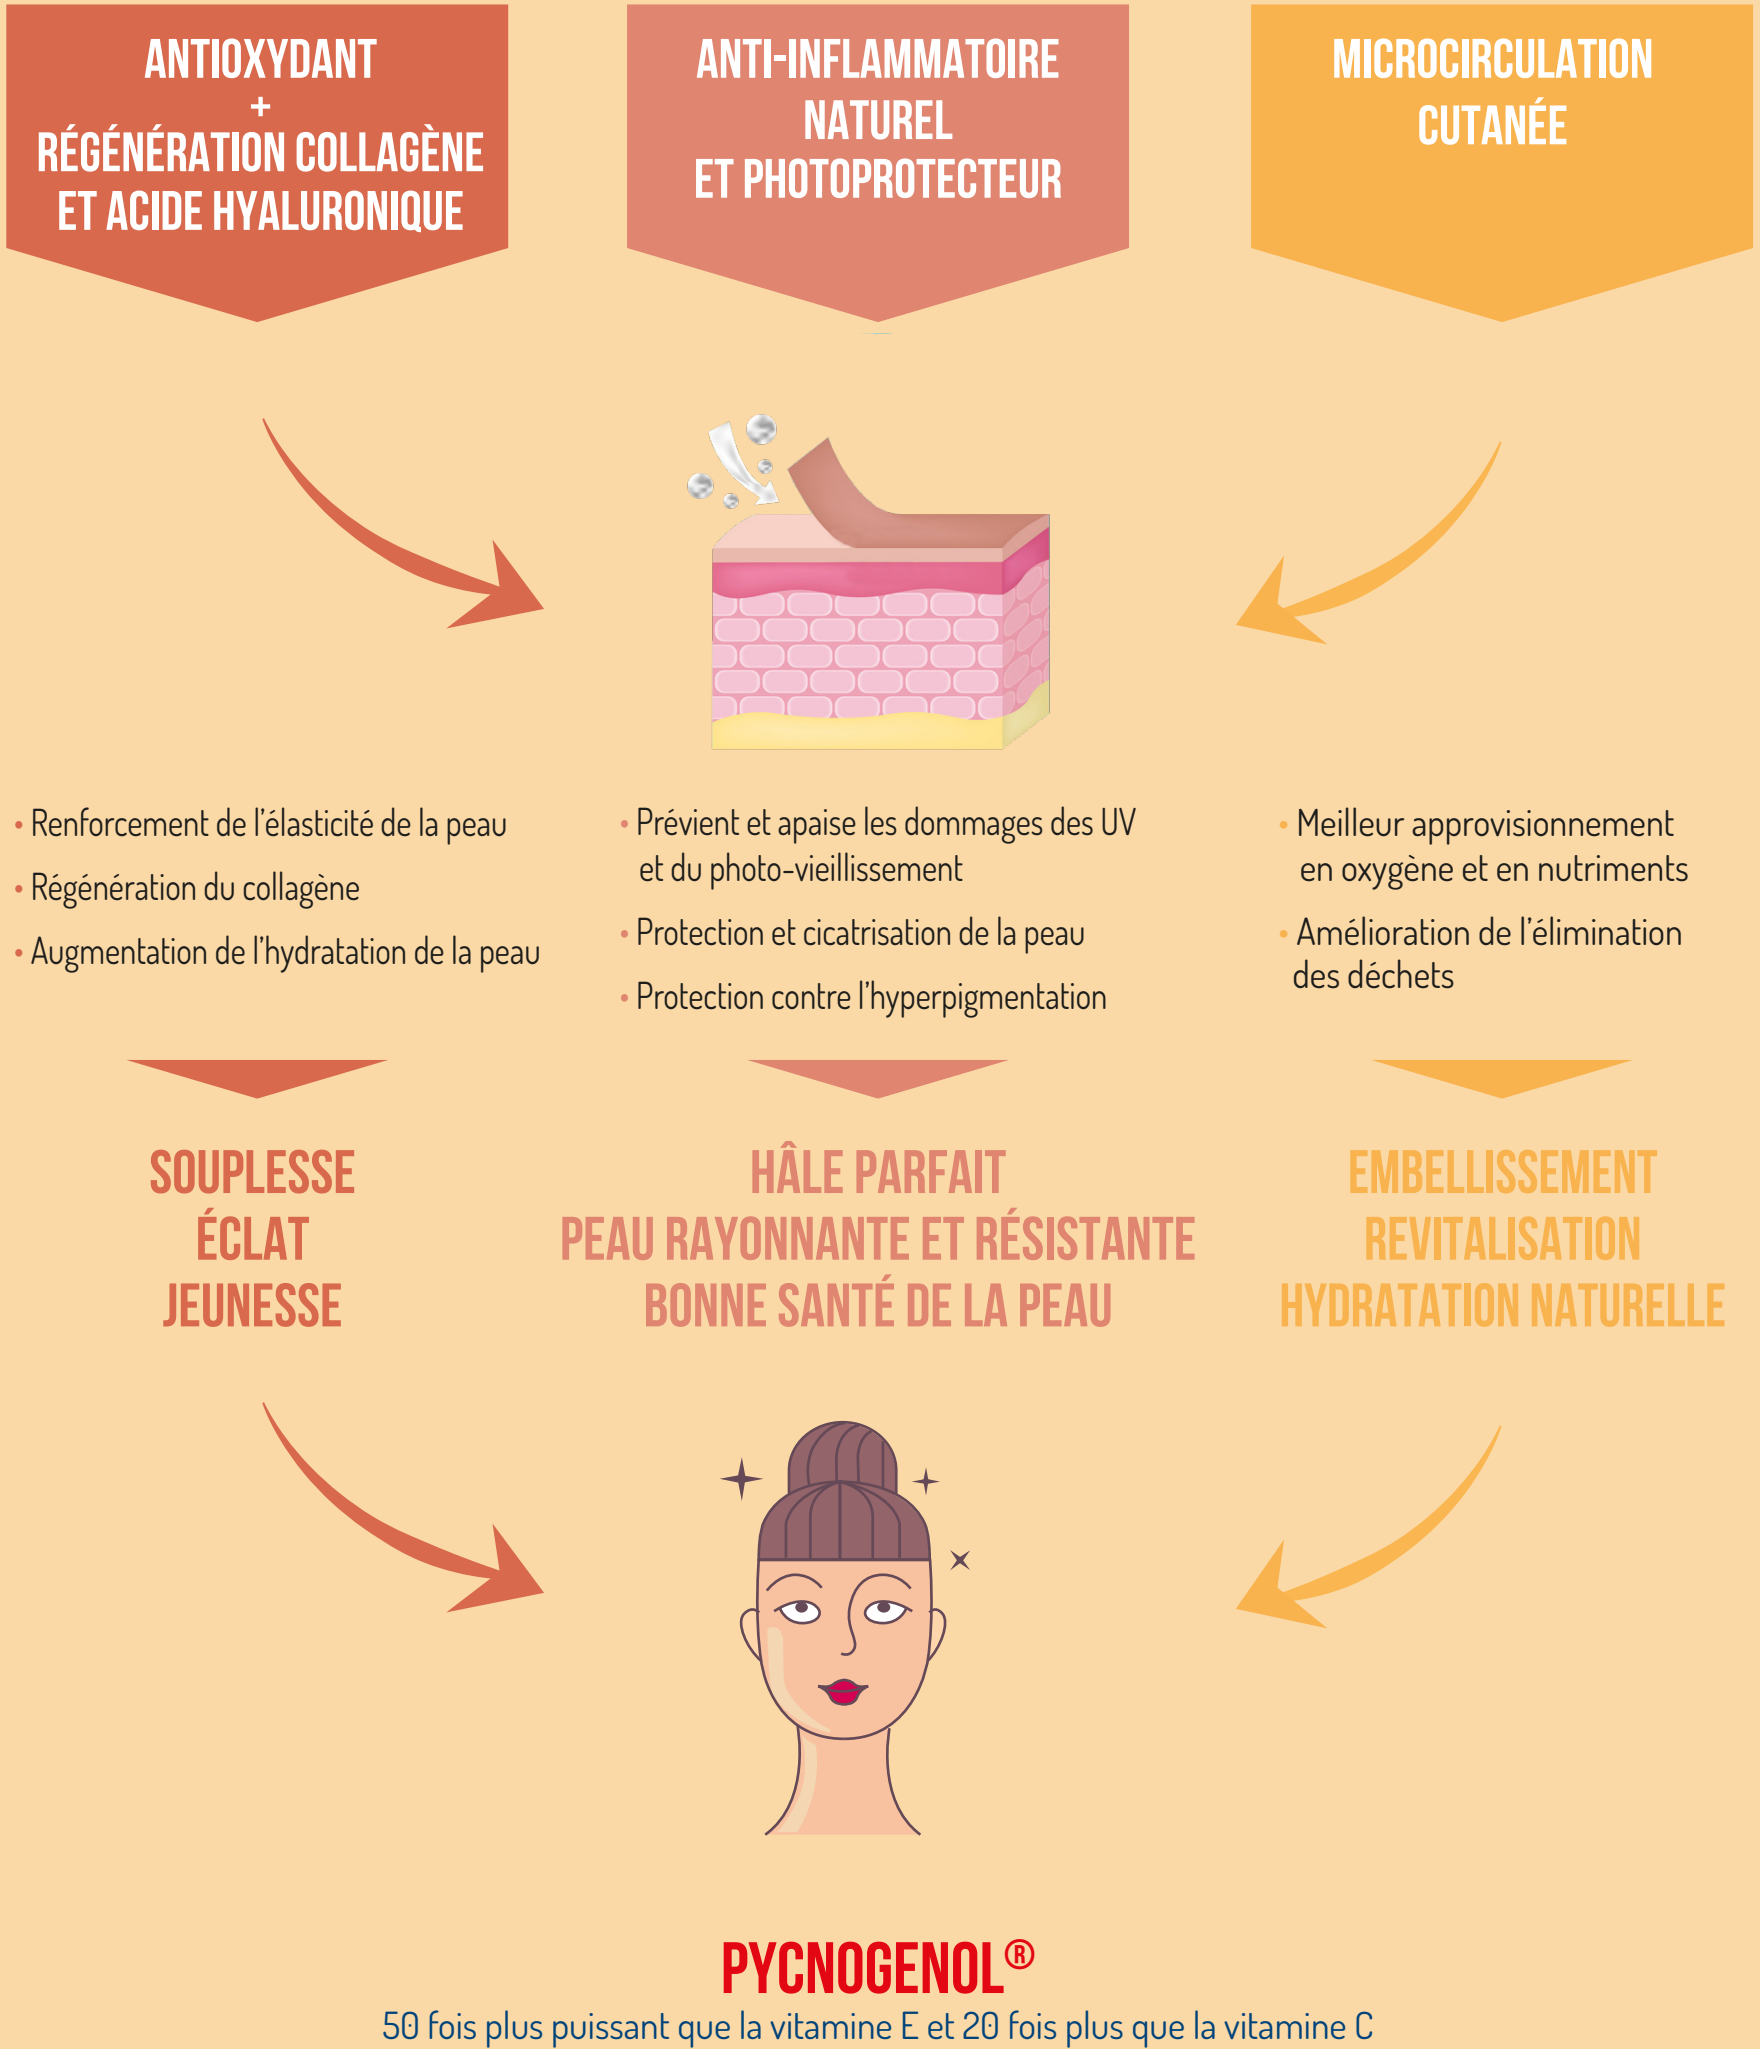 ANTIOXYDANT
+
RÉGÉNÉRATION COLLAGÈNE
ET ACIDE HYALURONIQUE
ANTI-INFLAMMATOIRE
NATUREL
ET PHOTOPROTECTEUR
MICROCIRCULATION
CUTANÉE
• Renforcement de l'élasticité de la peau
• Régénération du collagène
• Augmentation de l'hydratation de la peau
• Prévient et apaise les dommages des UV
et du photo-vieillissement
• Protection et cicatrisation de la peau
• Protection contre l'hyperpigmentation
• Meilleur approvisionnement
en oxygène et en nutriments
• Amélioration de l'élimination
des déchets
SOUPLESSE
ÉCLAT
JEUNESSE
HÂLE PARFAIT
PEAU RAYONNANTE ET RÉSISTANTE
BONNE SANTÉ DE LA PEAU
EMBELLISSEMENT
REVITALISATION
HYDRATATION NATURELLE
PYCNOGENOL®
50 fois plus puissant que la vitamine E et 20 fois plus que la vitamine C